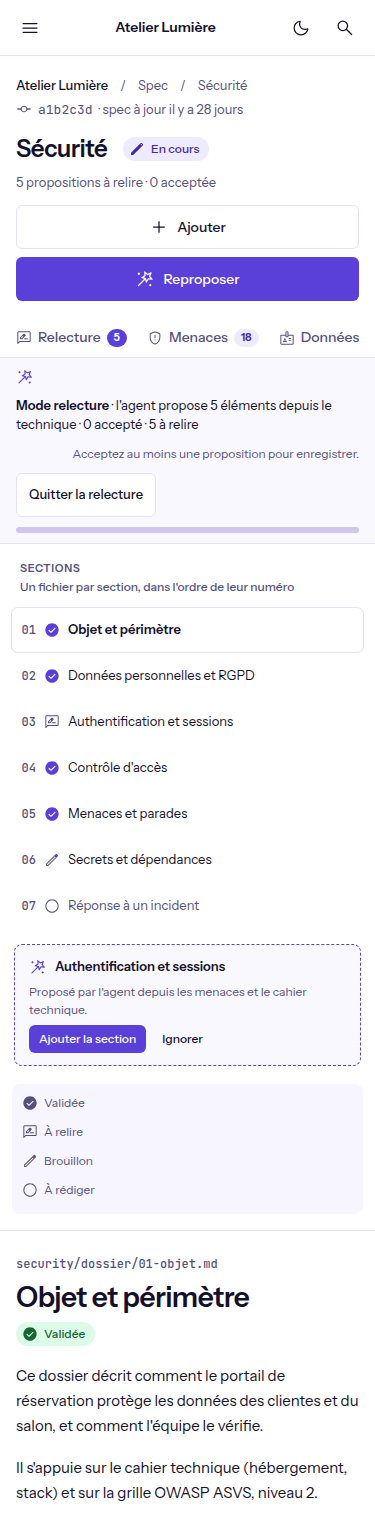 Atelier Lumière
Atelier Lumière / Spec / Sécurité
a1b2c3d · spec à jour il y a 28 jours
Sécurité En cours
5 propositions à relire · 0 acceptée
Ajouter
Reproposer
Relecture 5 Menaces 18 Données
Mode relecture · l'agent propose 5 éléments depuis le
technique · 0 accepté · 5 à relire
Acceptez au moins une proposition pour enregistrer.
Quitter la relecture
SECTIONS
Un fichier par section, dans l'ordre de leur numéro
01 Objet et périmètre
02 Données personnelles et RGPD
03 Authentification et sessions
04 Contrôle d'accès
05 Menaces et parades
06 Secrets et dépendances
07 Réponse à un incident
Authentification et sessions
Proposé par l'agent depuis les menaces et le cahier
technique.
Ajouter la section Ignorer
Validée
À relire
Brouillon
À rédiger
security/dossier/01-objet.md
Objet et périmètre
Validée
Ce dossier décrit comment le portail de
réservation protège les données des clientes et du
salon, et comment l'équipe le vérifie.
Il s'appuie sur le cahier technique (hébergement,
stack) et sur la grille OWASP ASVS, niveau 2.